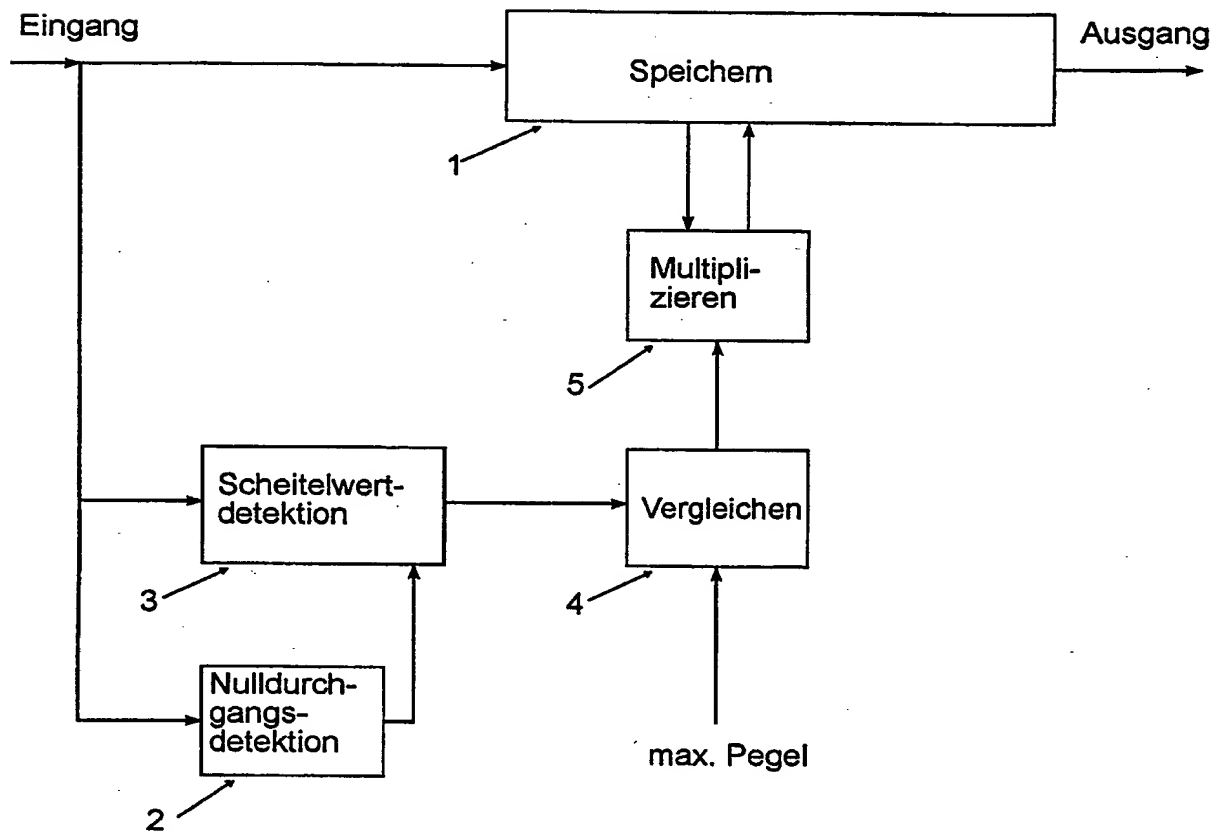 Eingang
Ausgang
Speichern
1
Multipli-
zieren
5
Scheitelwert-
detektion
Vergleichen
3
4
Nulldurch-
gangs-
detektion
max. Pegel
2